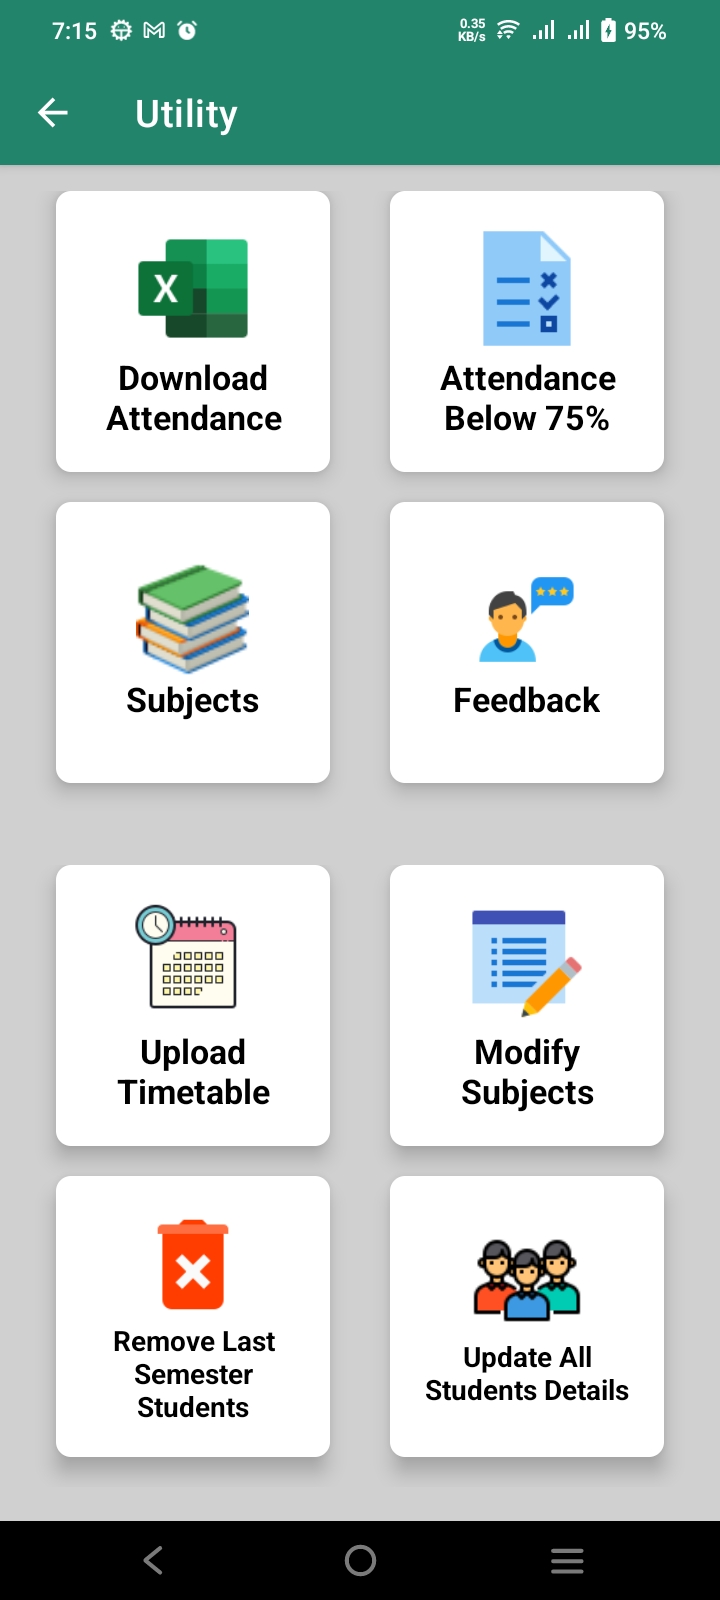 7:15
0.35
KB/s
95%
Utility
X
Download
Attendance
Attendance
Below 75%
Subjects
Feedback
Upload
Timetable
Modify
Subjects
Remove Last
Semester
Students
Update All
Students Details